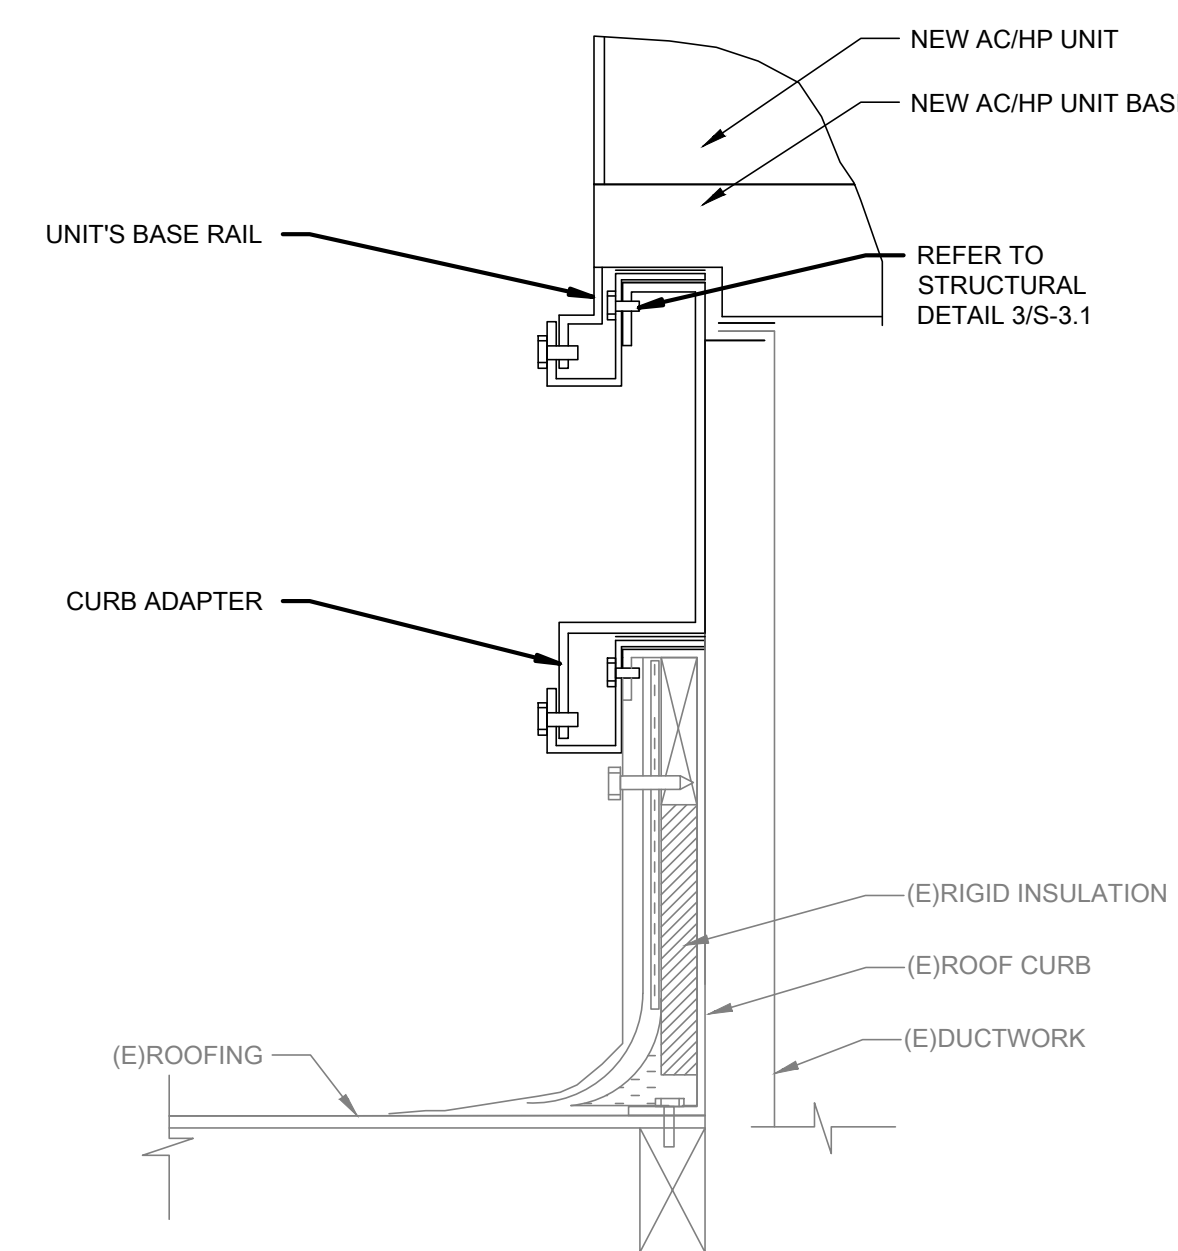 NEW AC/HP UNIT
NEW AC/HP UNIT BAS
UNIT'S BASE RAIL
REFER TO
STRUCTURAL
DETAIL 3/S-3.1
CURB ADAPTER
(E)RIGID INSULATION
(E)ROOF CURB
(E)DUCTWORK
(E)ROOFING